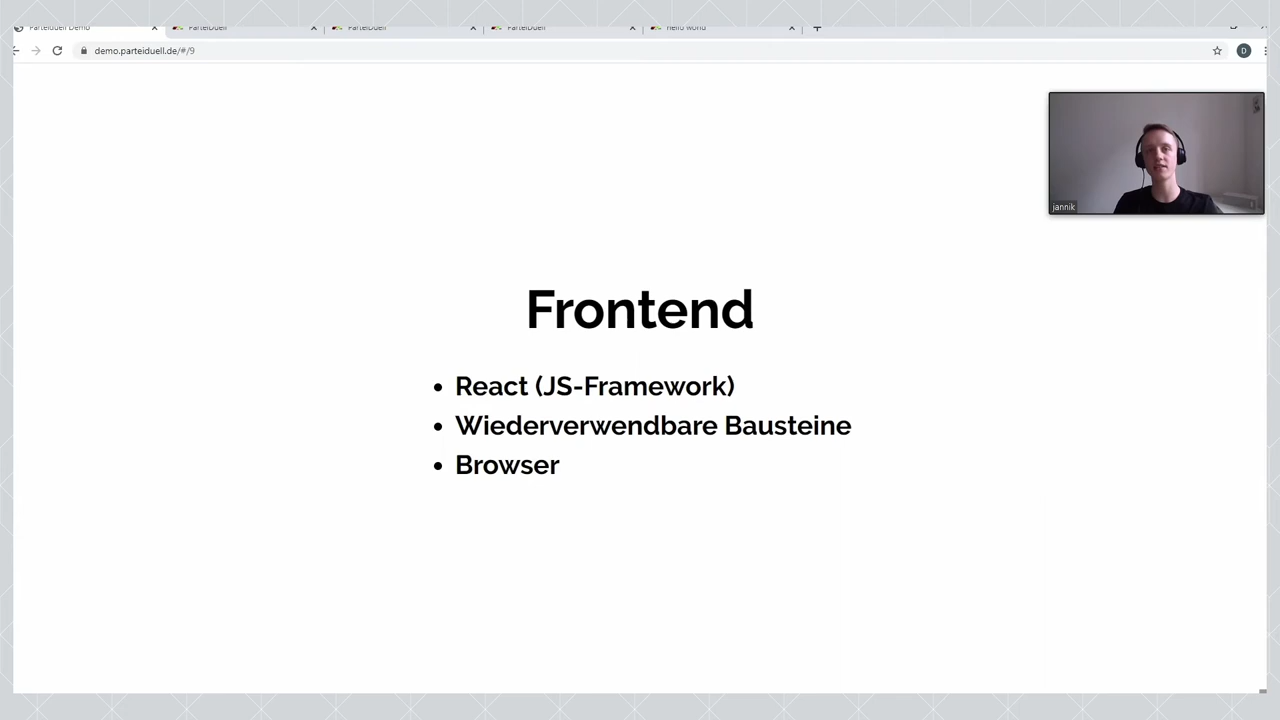 Parteiduell Demo
Parteiduell
Parteiduell
Parteiduell
Hello world
demo.parteiduell.de/#/9
D
jannik
Frontend
• React (JS-Framework)
• Wiederverwendbare Bausteine
• Browser